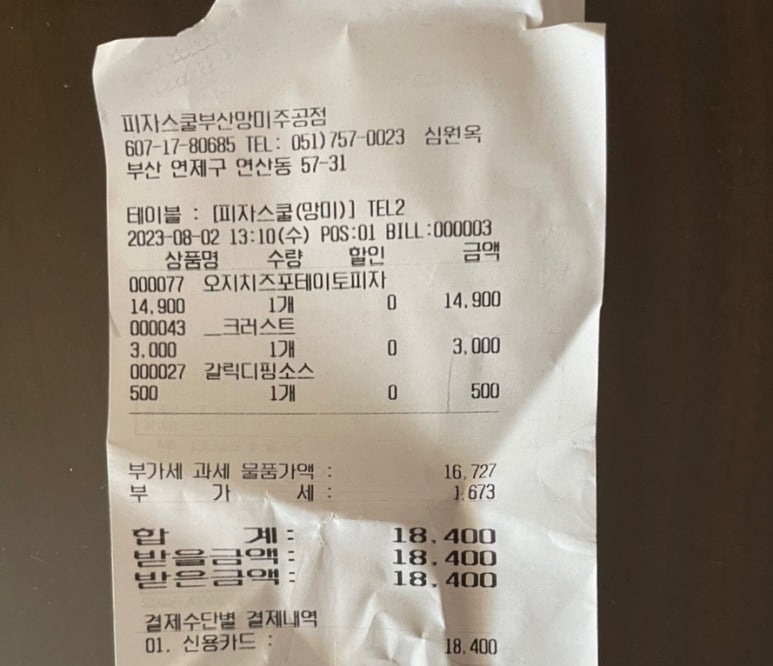 피자스쿨부산망미주공점
607-17-80685 TEL: 051)757-0023 심원옥
부산 연제구 연산동 57-31
테이블 : [피자스쿨(망미)] TEL2
2023-08-02 13:10(수) POS:01 BILL:000003
상품명 수량 할인 금액
000077 오지치즈포테이토피자
14,900 1개 0 14,900
000043 __크러스트
3,000 1개 0 3,000
000027 갈릭디핑소스
500 1개 0 500
부가세 과세 물품가액 : 16,727
부 가 세 : 1,673
합 계 : 18,400
받을금액 : 18,400
받은금액 : 18,400
결제수단별 결제내역
01. 신용카드 : 18,400